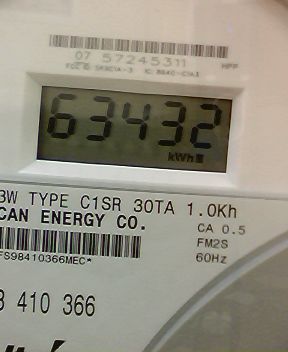 07 57245311
HPP
63432
kWh
3W TYPE C1SR 30TA 1.0Kh
CAN ENERGY CO.
CA 0.5
FM2S
60Hz
FS98410366MEC*
410 366